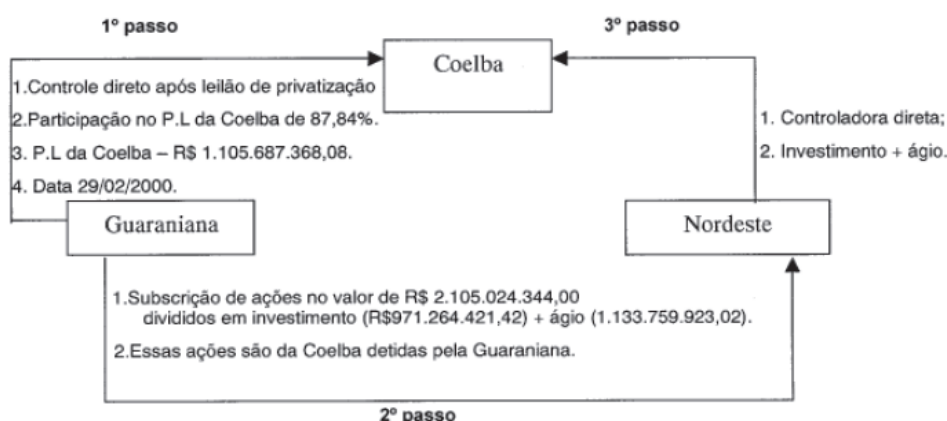 1º passo
3º passo
Coelba
1.Controle direto após leilão de privatização
2.Participação no P.L da Coelba de 87,84%.
3. P.L da Coelba – R$ 1.105.687.368,08.
4. Data 29/02/2000.
1. Controladora direta;
2. Investimento + ágio.
Guaraniana
Nordeste
1.Subscrição de ações no valor de R$ 2.105.024.344,00
divididos em investimento (R$971.264.421,42) + ágio (1.133.759.923,02).
2.Essas ações são da Coelba detidas pela Guaraniana.
2º passo